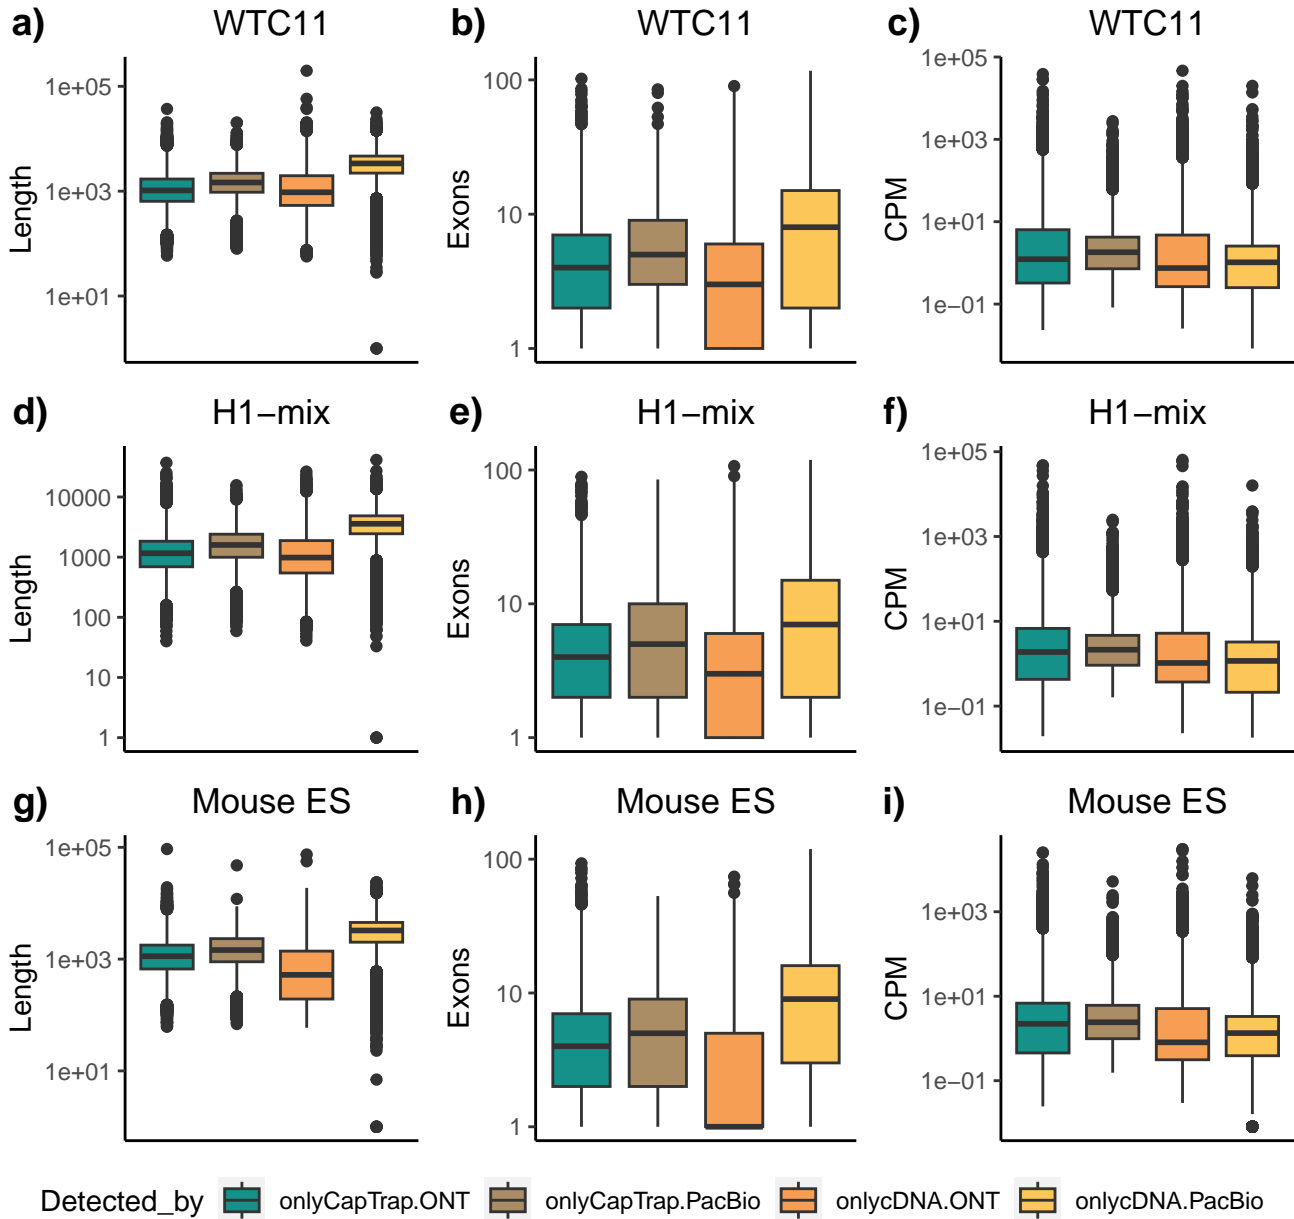 a) WTC11
Length
1e+05
1e+03
1e+01
b) WTC11
Exons
100
10
1
c) WTC11
CPM
1e+05
1e+03
1e+01
1e−01
d) H1−mix
Length
10000
1000
100
10
1
e) H1−mix
Exons
100
10
1
f) H1−mix
CPM
1e+05
1e+03
1e+01
1e−01
g) Mouse ES
Length
1e+05
1e+03
1e+01
h) Mouse ES
Exons
100
10
1
i) Mouse ES
CPM
1e+03
1e+01
1e−01
Detected_by onlyCapTrap.ONT onlyCapTrap.PacBio onlycDNA.ONT onlycDNA.PacBio